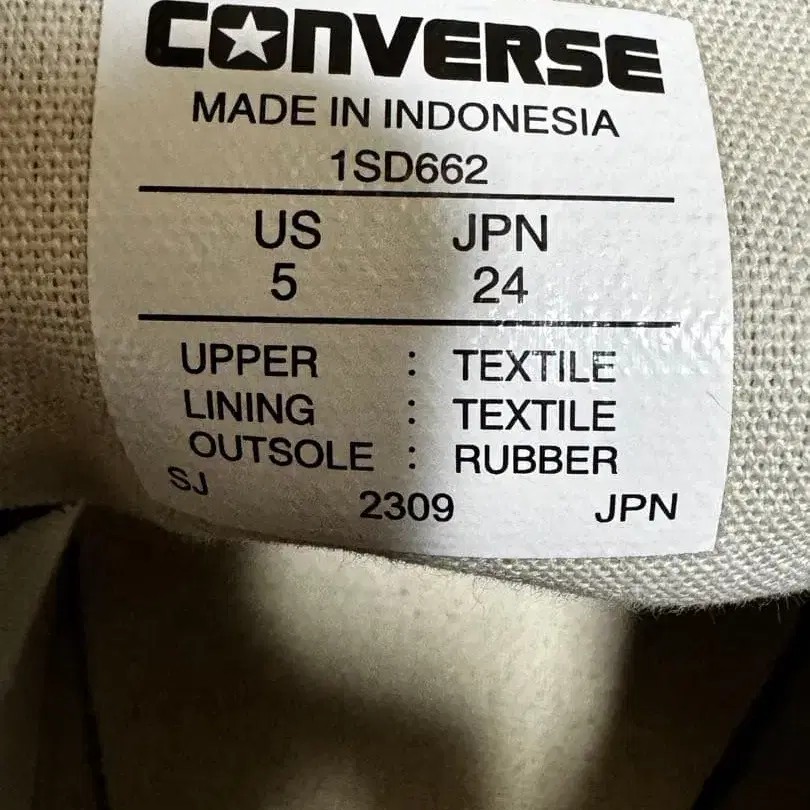 CONVERSE
MADE IN INDONESIA
1SD662
US JPN
5 24
UPPER : TEXTILE
LINING : TEXTILE
OUTSOLE : RUBBER
SJ 2309 JPN